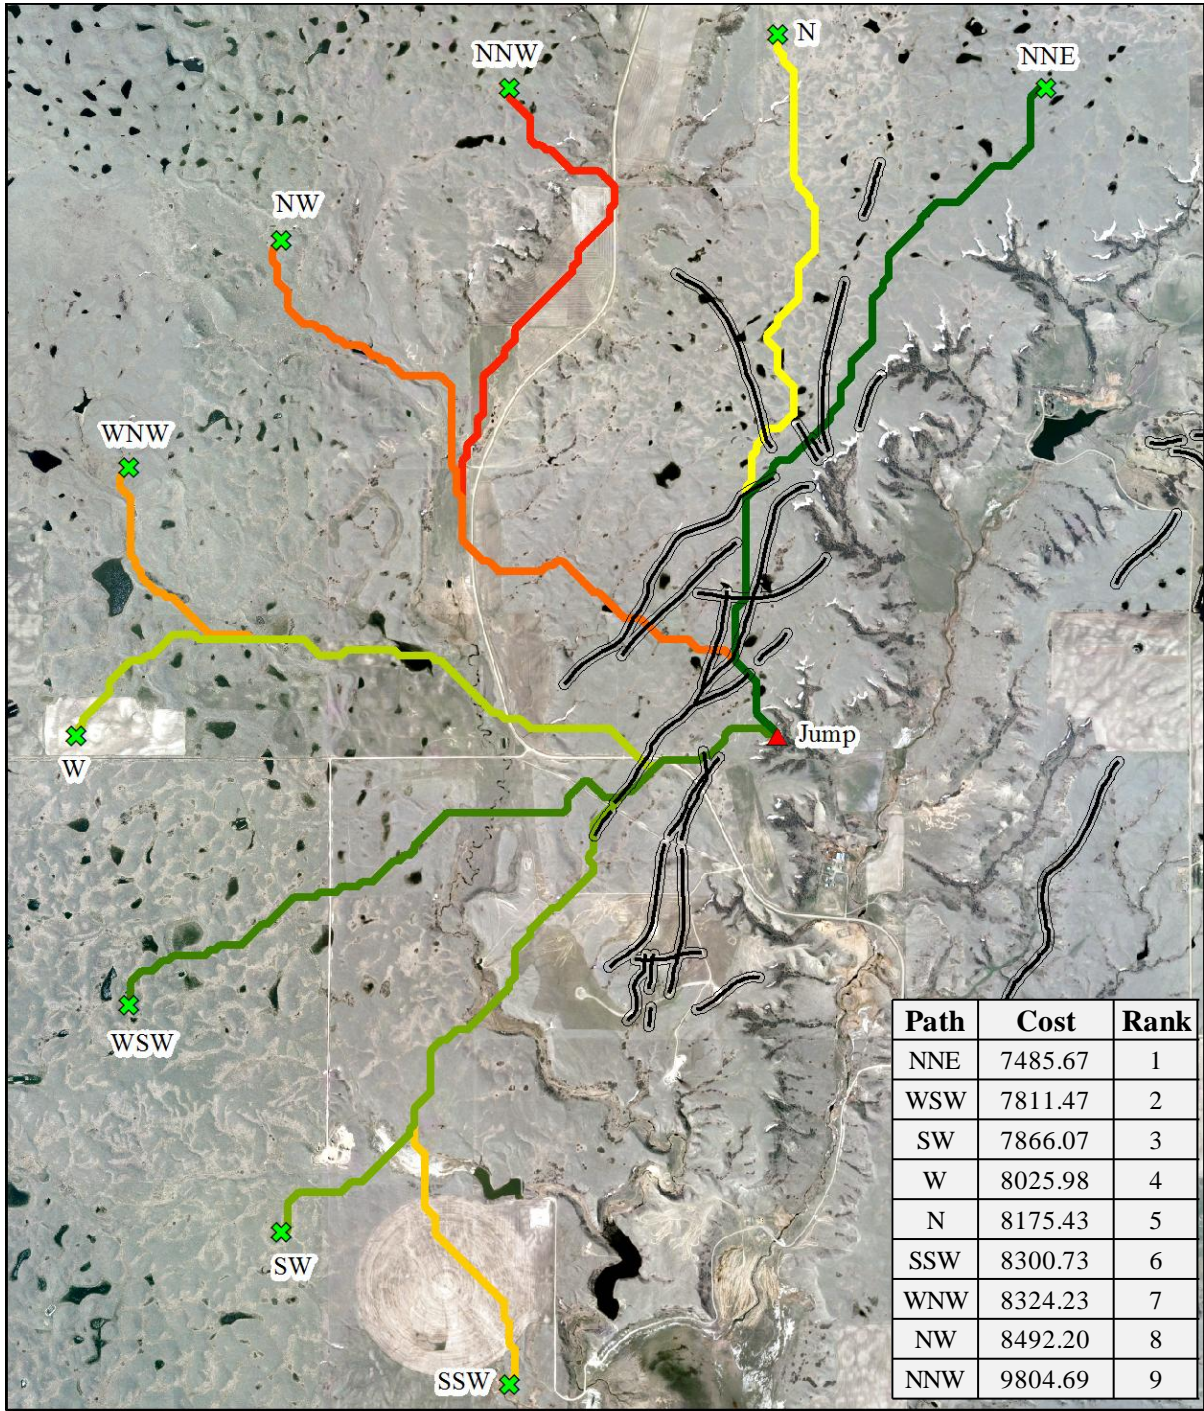 N
NNW
NNE
NW
WNW
Jump
W
WSW
SW
SSW
Path Cost Rank
NNE 7485.67 1
WSW 7811.47 2
SW 7866.07 3
W 8025.98 4
N 8175.43 5
SSW 8300.73 6
WNW 8324.23 7
NW 8492.20 8
NNW 9804.69 9